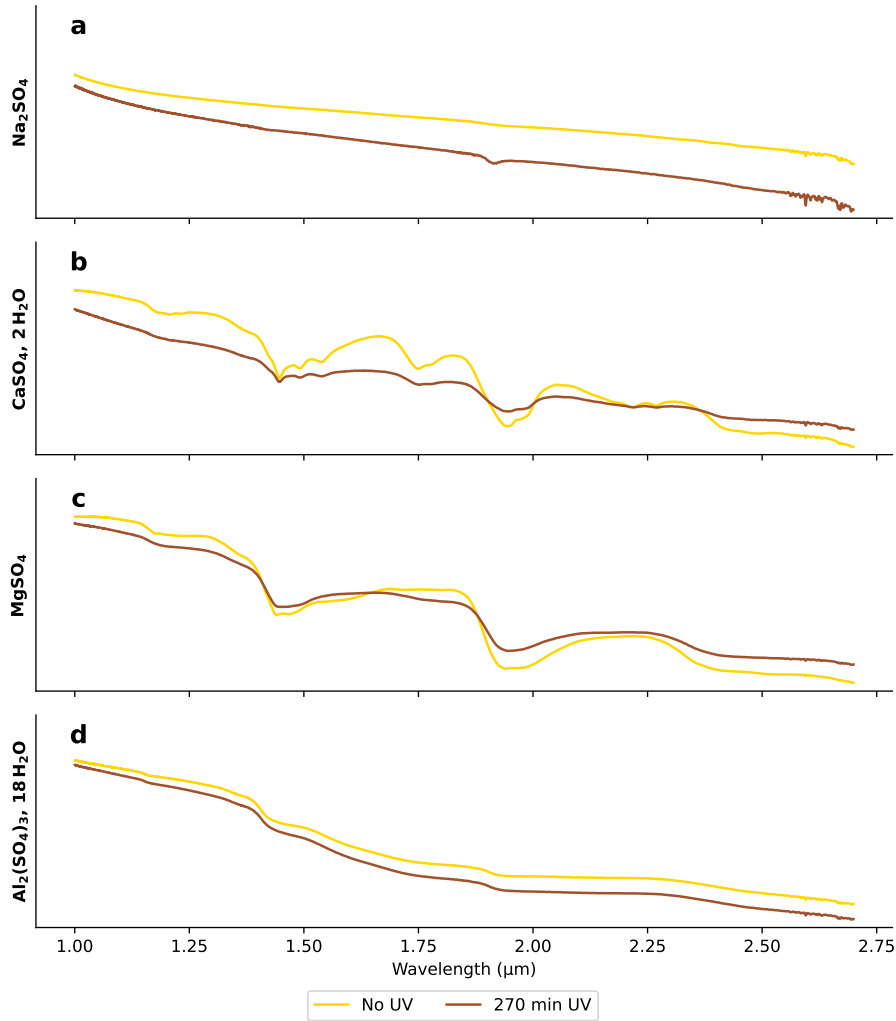 a
Na₂SO₄
b
CaSO₄, 2 H₂O
c
MgSO₄
d
Al₂(SO₄)₃, 18 H₂O
1.00 1.25 1.50 1.75 2.00 2.25 2.50 2.75
Wavelength (μm)
No UV 270 min UV